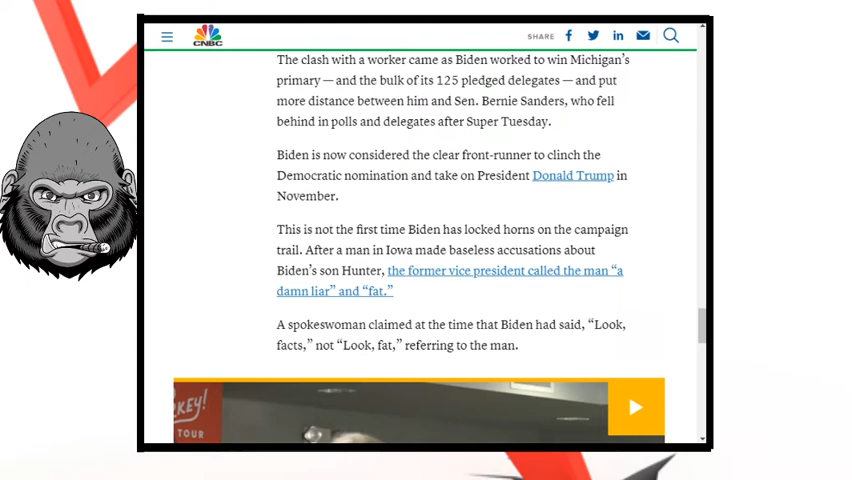 CNBC
SHARE
The clash with a worker came as Biden worked to win Michigan’s
primary — and the bulk of its 125 pledged delegates — and put
more distance between him and Sen. Bernie Sanders, who fell
behind in polls and delegates after Super Tuesday.
Biden is now considered the clear front-runner to clinch the
Democratic nomination and take on President Donald Trump in
November.
This is not the first time Biden has locked horns on the campaign
trail. After a man in Iowa made baseless accusations about
Biden’s son Hunter, the former vice president called the man “a
damn liar” and “fat.”
A spokeswoman claimed at the time that Biden had said, “Look,
facts,” not “Look, fat,” referring to the man.
TOUR